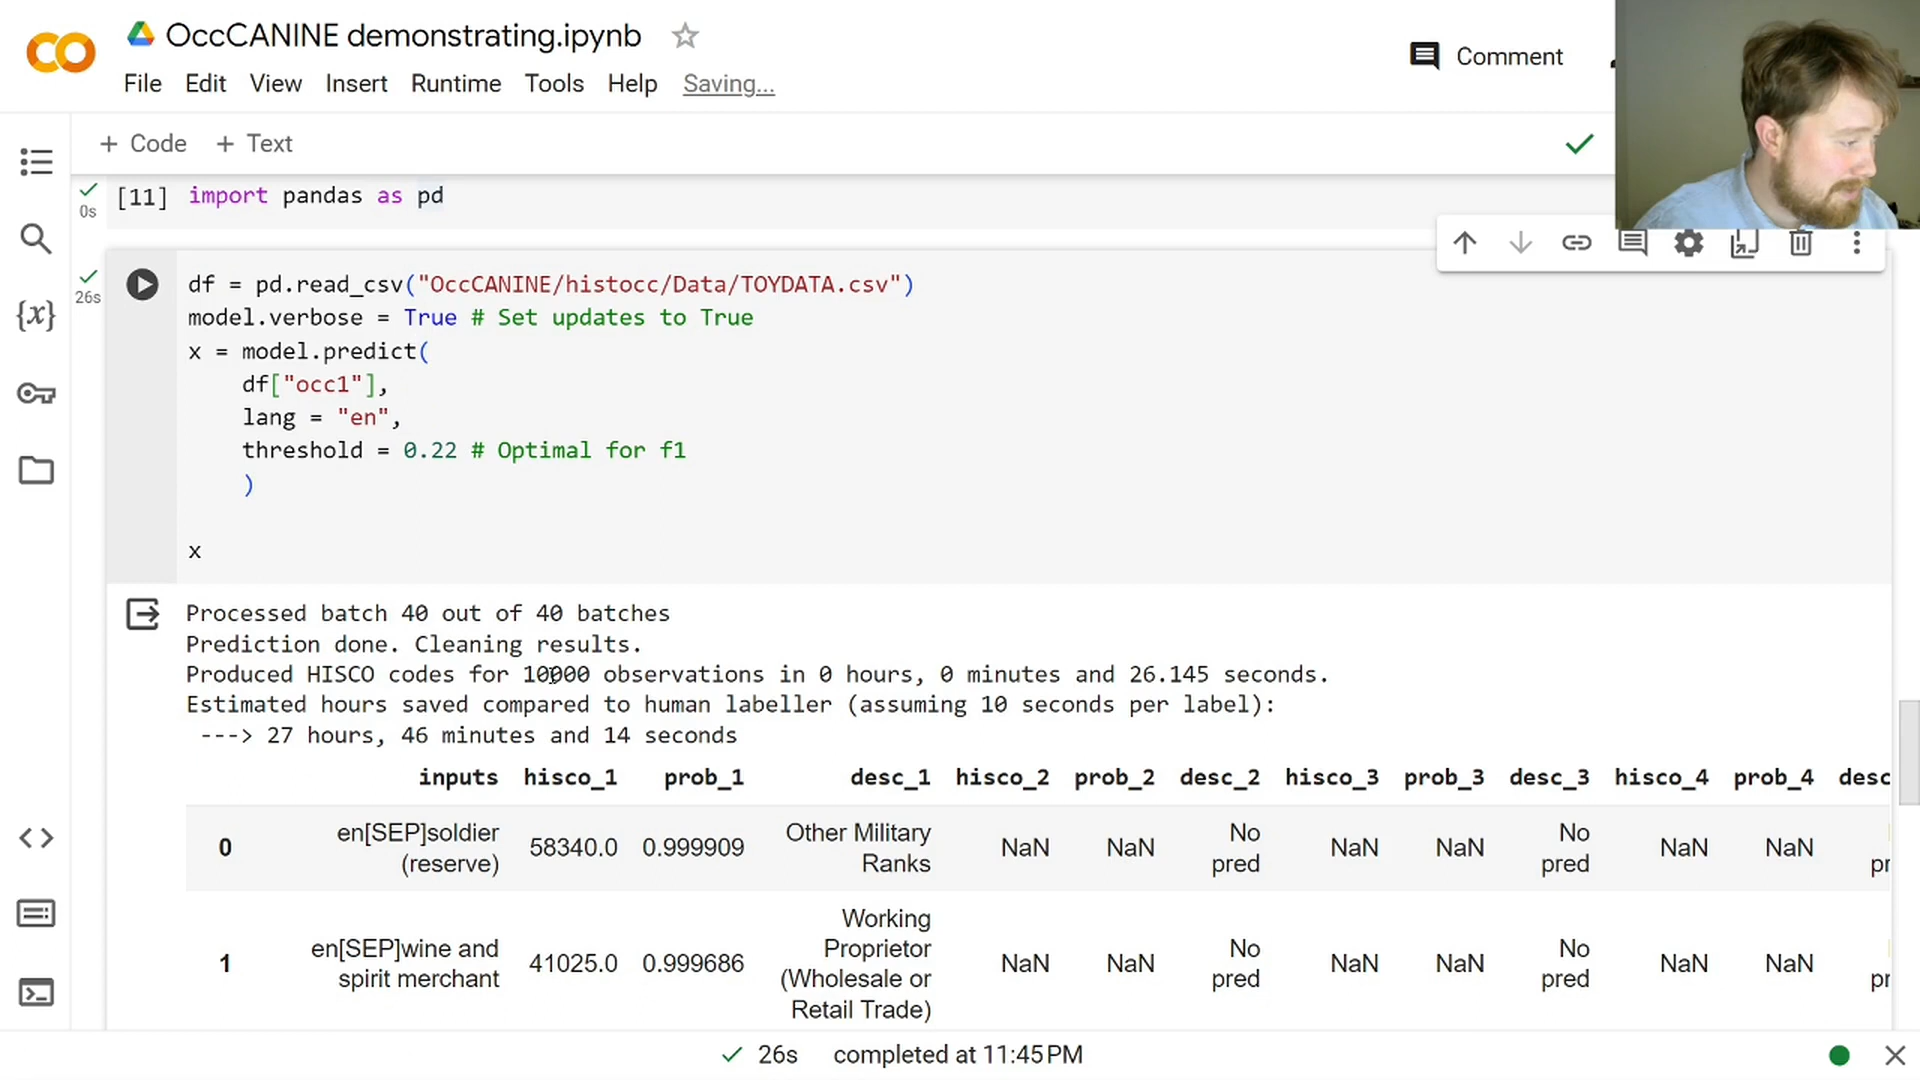 OccCANINE demonstrating.ipynb
File Edit View Insert Runtime Tools Help Saving...
Comment
+ Code + Text
0s
[11] import pandas as pd
26s
df = pd.read_csv("OccCANINE/histocc/Data/TOYDATA.csv")
model.verbose = True # Set updates to True
x = model.predict(
df["occ1"],
lang = "en",
threshold = 0.22 # Optimal for f1
)
x
Processed batch 40 out of 40 batches
Prediction done. Cleaning results.
Produced HISCO codes for 10000 observations in 0 hours, 0 minutes and 26.145 seconds.
Estimated hours saved compared to human labeller (assuming 10 seconds per label):
---> 27 hours, 46 minutes and 14 seconds
inputs hisco_1 prob_1 desc_1 hisco_2 prob_2 desc_2 hisco_3 prob_3 desc_3 hisco_4 prob_4 desc
0 en[SEP]soldier (reserve) 58340.0 0.999909 Other Military Ranks NaN NaN No pred NaN NaN No pred NaN NaN pr
1 en[SEP]wine and spirit merchant 41025.0 0.999686 Working Proprietor (Wholesale or Retail Trade) NaN NaN No pred NaN NaN No pred NaN NaN pr
26s completed at 11:45 PM